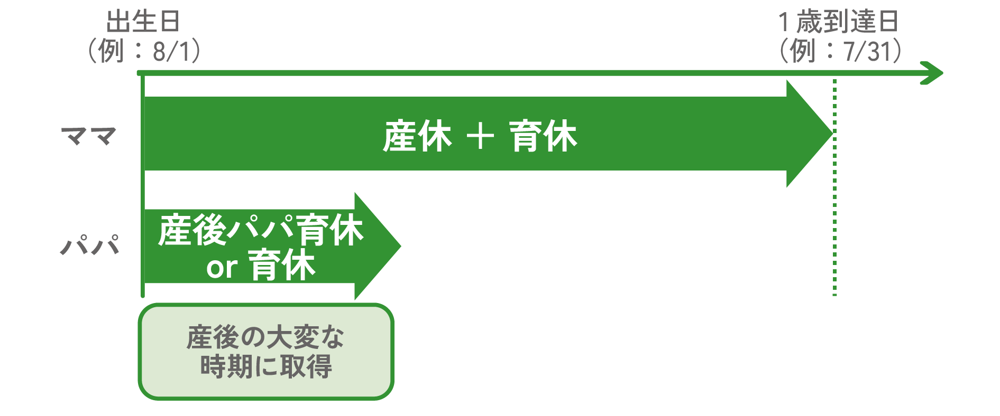 出生日
（例：8/1）
１歳到達日
（例：7/31）
ママ
産休 ＋ 育休
パパ
産後パパ育休
or 育休
産後の大変な
時期に取得